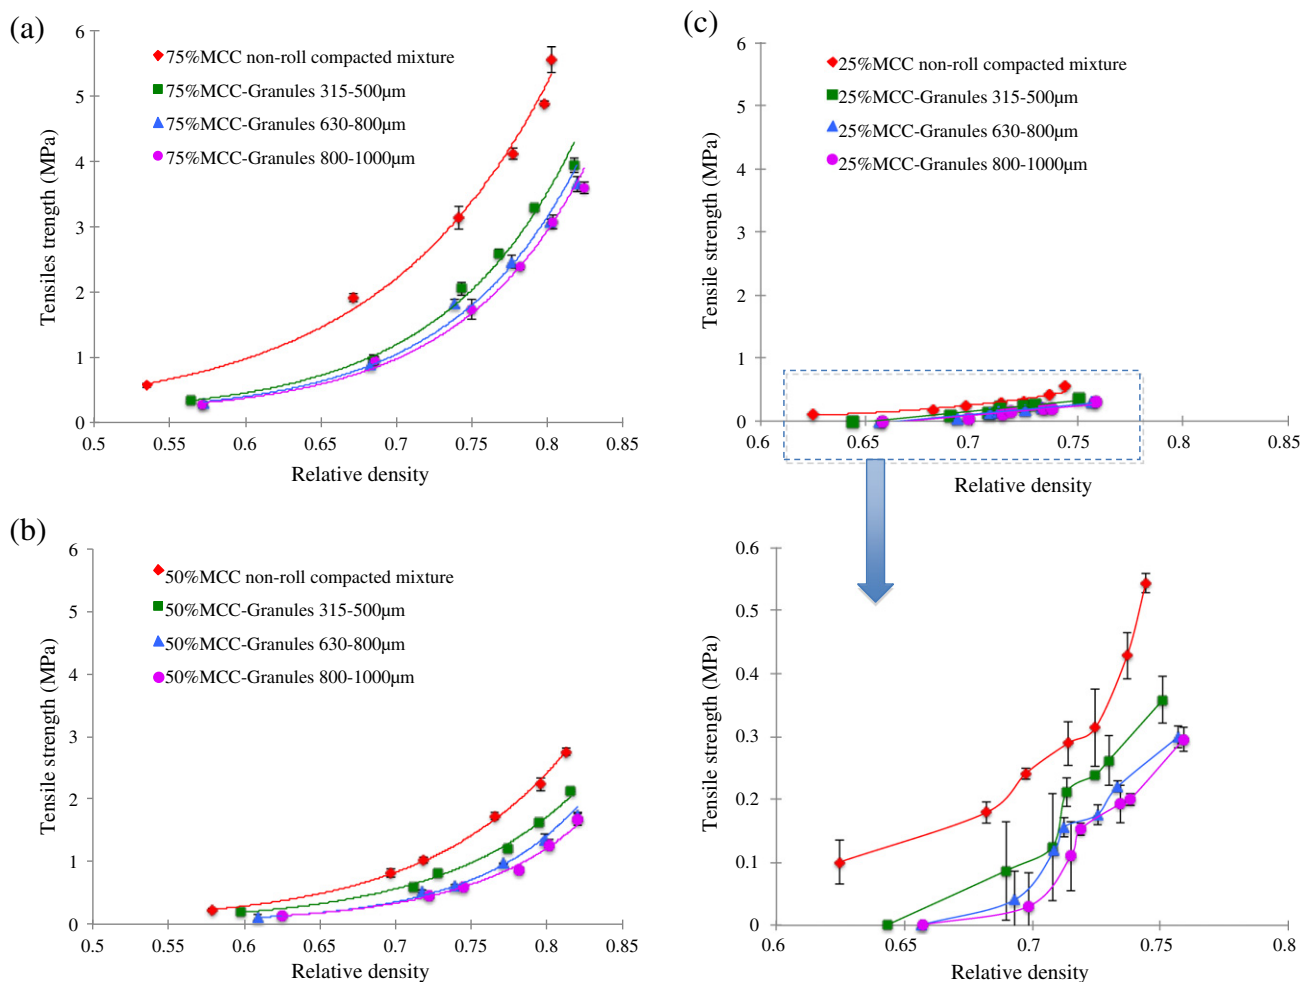 (a)
6
5
4
3
2
1
0
Tensiles trength (MPa)
75%MCC non-roll compacted mixture
75%MCC-Granules 315-500µm
75%MCC-Granules 630-800µm
75%MCC-Granules 800-1000µm
0.5 0.55 0.6 0.65 0.7 0.75 0.8 0.85
Relative density
(b)
6
5
4
3
2
1
0
Tensile strength (MPa)
50%MCC non-roll compacted mixture
50%MCC-Granules 315-500µm
50%MCC-Granules 630-800µm
50%MCC-Granules 800-1000µm
0.5 0.55 0.6 0.65 0.7 0.75 0.8 0.85
Relative density
(c)
6
5
4
3
2
1
0
Tensile strength (MPa)
25%MCC non-roll compacted mixture
25%MCC-Granules 315-500µm
25%MCC-Granules 630-800µm
25%MCC-Granules 800-1000µm
0.6 0.65 0.7 0.75 0.8 0.85
Relative density
0.6
0.5
0.4
0.3
0.2
0.1
0
Tensile strength (MPa)
0.6 0.65 0.7 0.75 0.8
Relative density